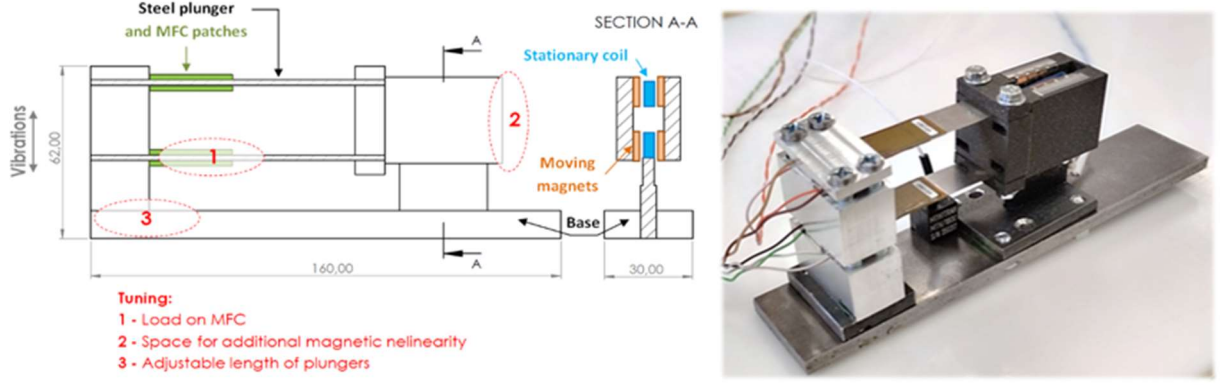 Steel plunger
and MFC patches
A
SECTION A-A
Stationary coil
Vibrations
62,00
1
2
Moving
magnets
3
Base
A
160,00
30,00
Tuning:
1 - Load on MFC
2 - Space for additional magnetic nelinearity
3 - Adjustable length of plungers